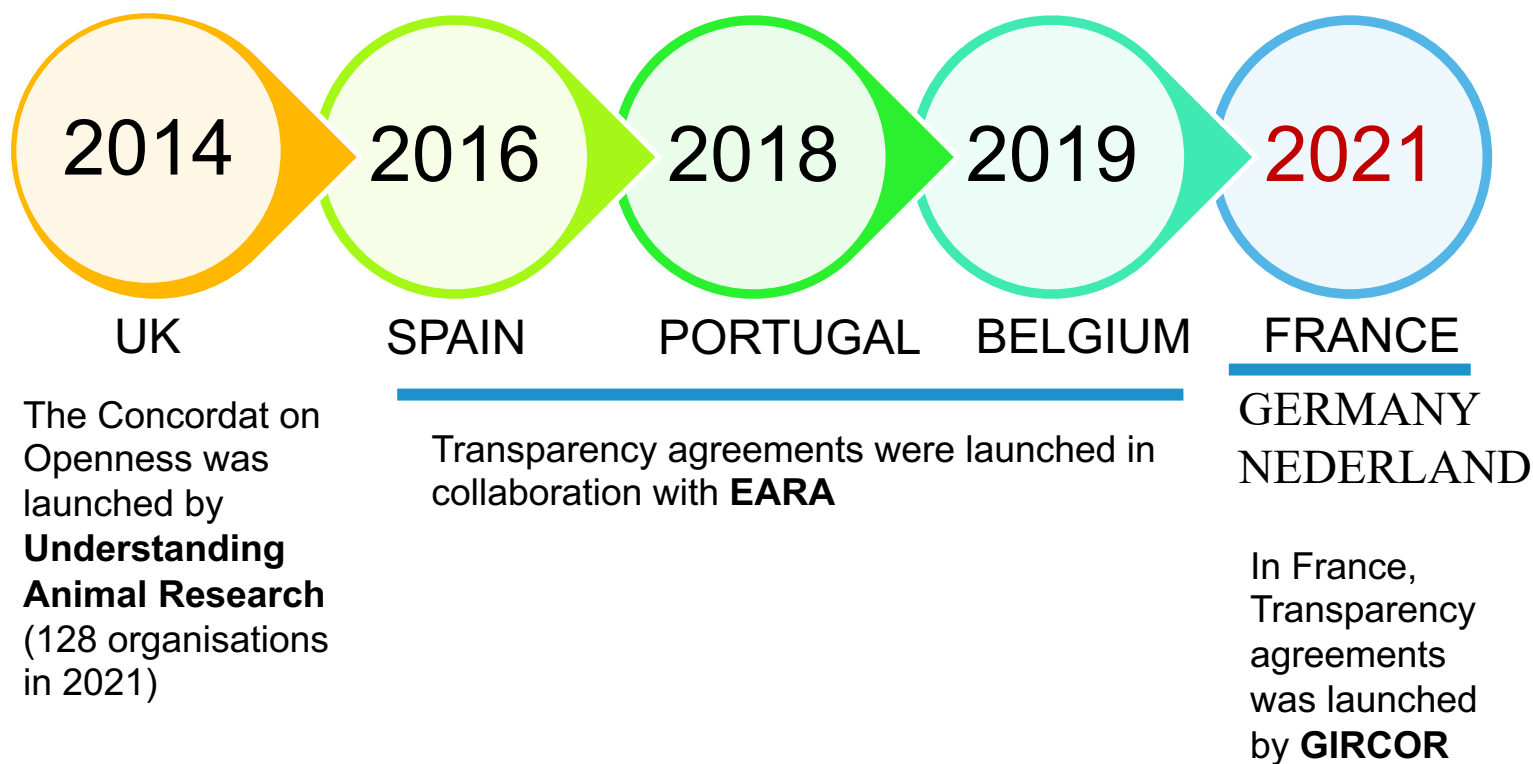 2014
2016
2018
2019
2021
UK
SPAIN
PORTUGAL
BELGIUM
FRANCE
The Concordat on
Openness was
launched by
Understanding
Animal Research
(128 organisations
in 2021)
Transparency agreements were launched in
collaboration with EARA
GERMANY
NEDERLAND
In France,
Transparency
agreements
was launched
by GIRCOR